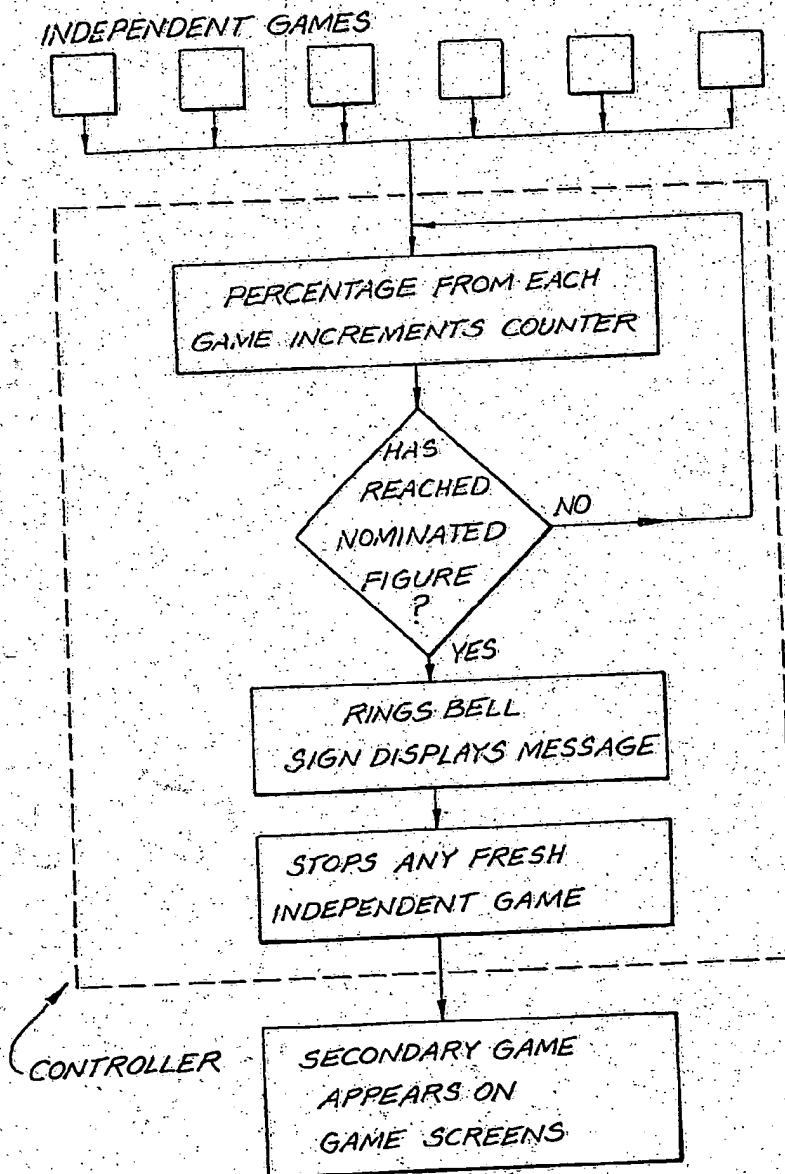 INDEPENDENT GAMES
PERCENTAGE FROM EACH
GAME INCREMENTS COUNTER
HAS
REACHED
NOMINATED
FIGURE
?
NO
YES
RINGS BELL
SIGN DISPLAYS MESSAGE
STOPS ANY FRESH
INDEPENDENT GAME
CONTROLLER
SECONDARY GAME
APPEARS ON
GAME SCREENS